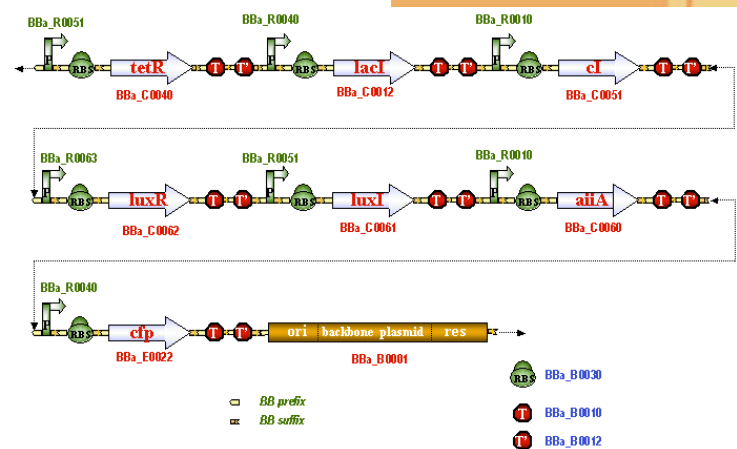 BBa_R0051 BBa_R0040 BBa_R0010
P RBS tetR T T' P RBS lacI T T' P RBS cI T T'
BBa_C0040 BBa_C0012 BBa_C0051
BBa_R0063 BBa_R0051 BBa_R0010
P RBS luxR T T' P RBS luxI T T' P RBS aiiA T T'
BBa_C0062 BBa_C0061 BBa_C0060
BBa_R0040
P RBS cfp T T' ori backbone plasmid res
BBa_E0022 BBa_B0001
RBS BBa_B0030
BB prefix
T BBa_B0010
BB suffix
T' BBa_B0012